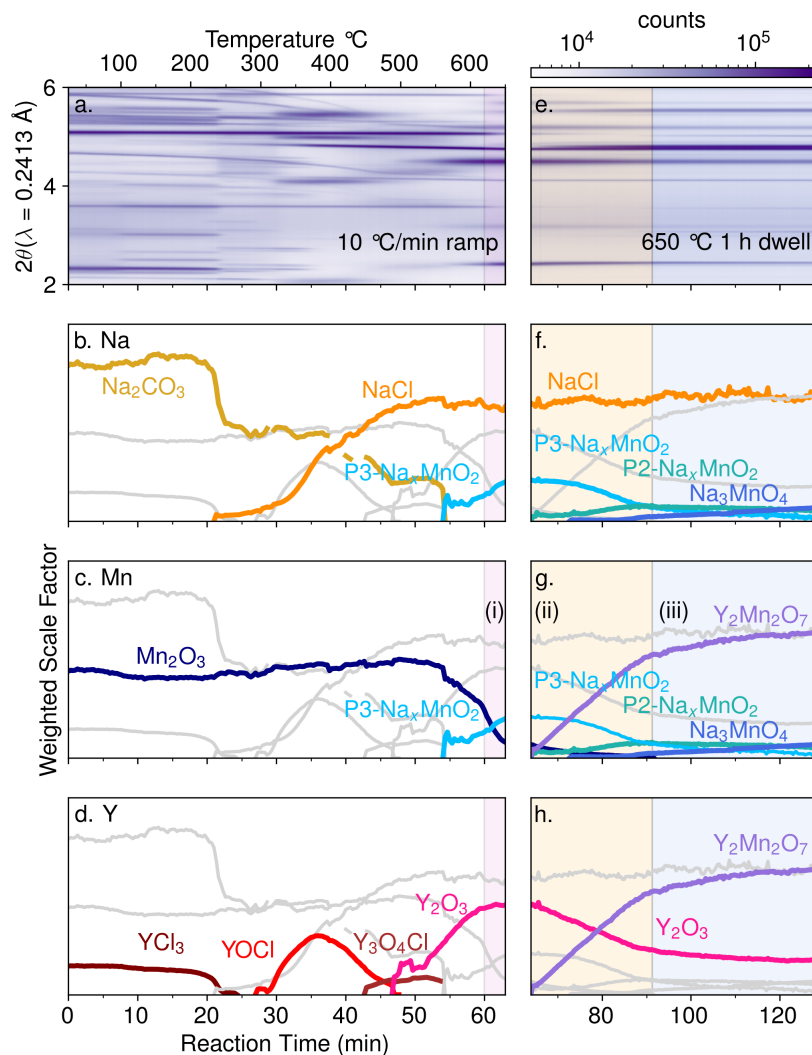 Temperature °C
counts
100 200 300 400 500 600
10⁴ 10⁵
a.
e.
6
4
2
2θ(λ = 0.2413 Å)
10 °C/min ramp
650 °C 1 h dwell
b. Na
f.
Na₂CO₃
NaCl
P3-NaₓMnO₂
NaCl
P3-NaₓMnO₂
P2-NaₓMnO₂
Na₃MnO₄
Weighted Scale Factor
c. Mn
g.
(i)
(ii)
(iii)
Mn₂O₃
P3-NaₓMnO₂
Y₂Mn₂O₇
P3-NaₓMnO₂
P2-NaₓMnO₂
Na₃MnO₄
d. Y
h.
YCl₃
YOCl
Y₃O₄Cl
Y₂O₃
Y₂Mn₂O₇
Y₂O₃
0 10 20 30 40 50 60
80 100 120
Reaction Time (min)